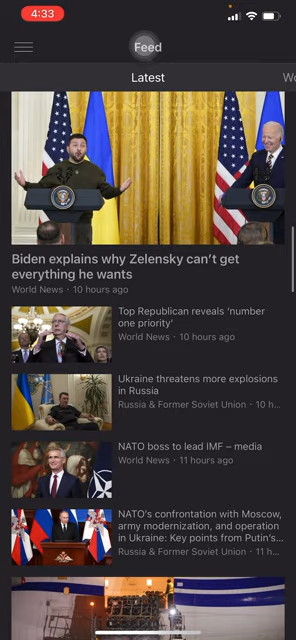 4:33
Feed
Latest
Wo
Biden explains why Zelensky can't get
everything he wants
World News · 10 hours ago
Top Republican reveals 'number
one priority'
World News · 10 hours ago
Ukraine threatens more explosions
in Russia
Russia & Former Soviet Union · 10 h...
NATO boss to lead IMF – media
World News · 11 hours ago
NATO's confrontation with Moscow,
army modernization, and operation
in Ukraine: Key points from Putin's...
Russia & Former Soviet Union · 11 h...